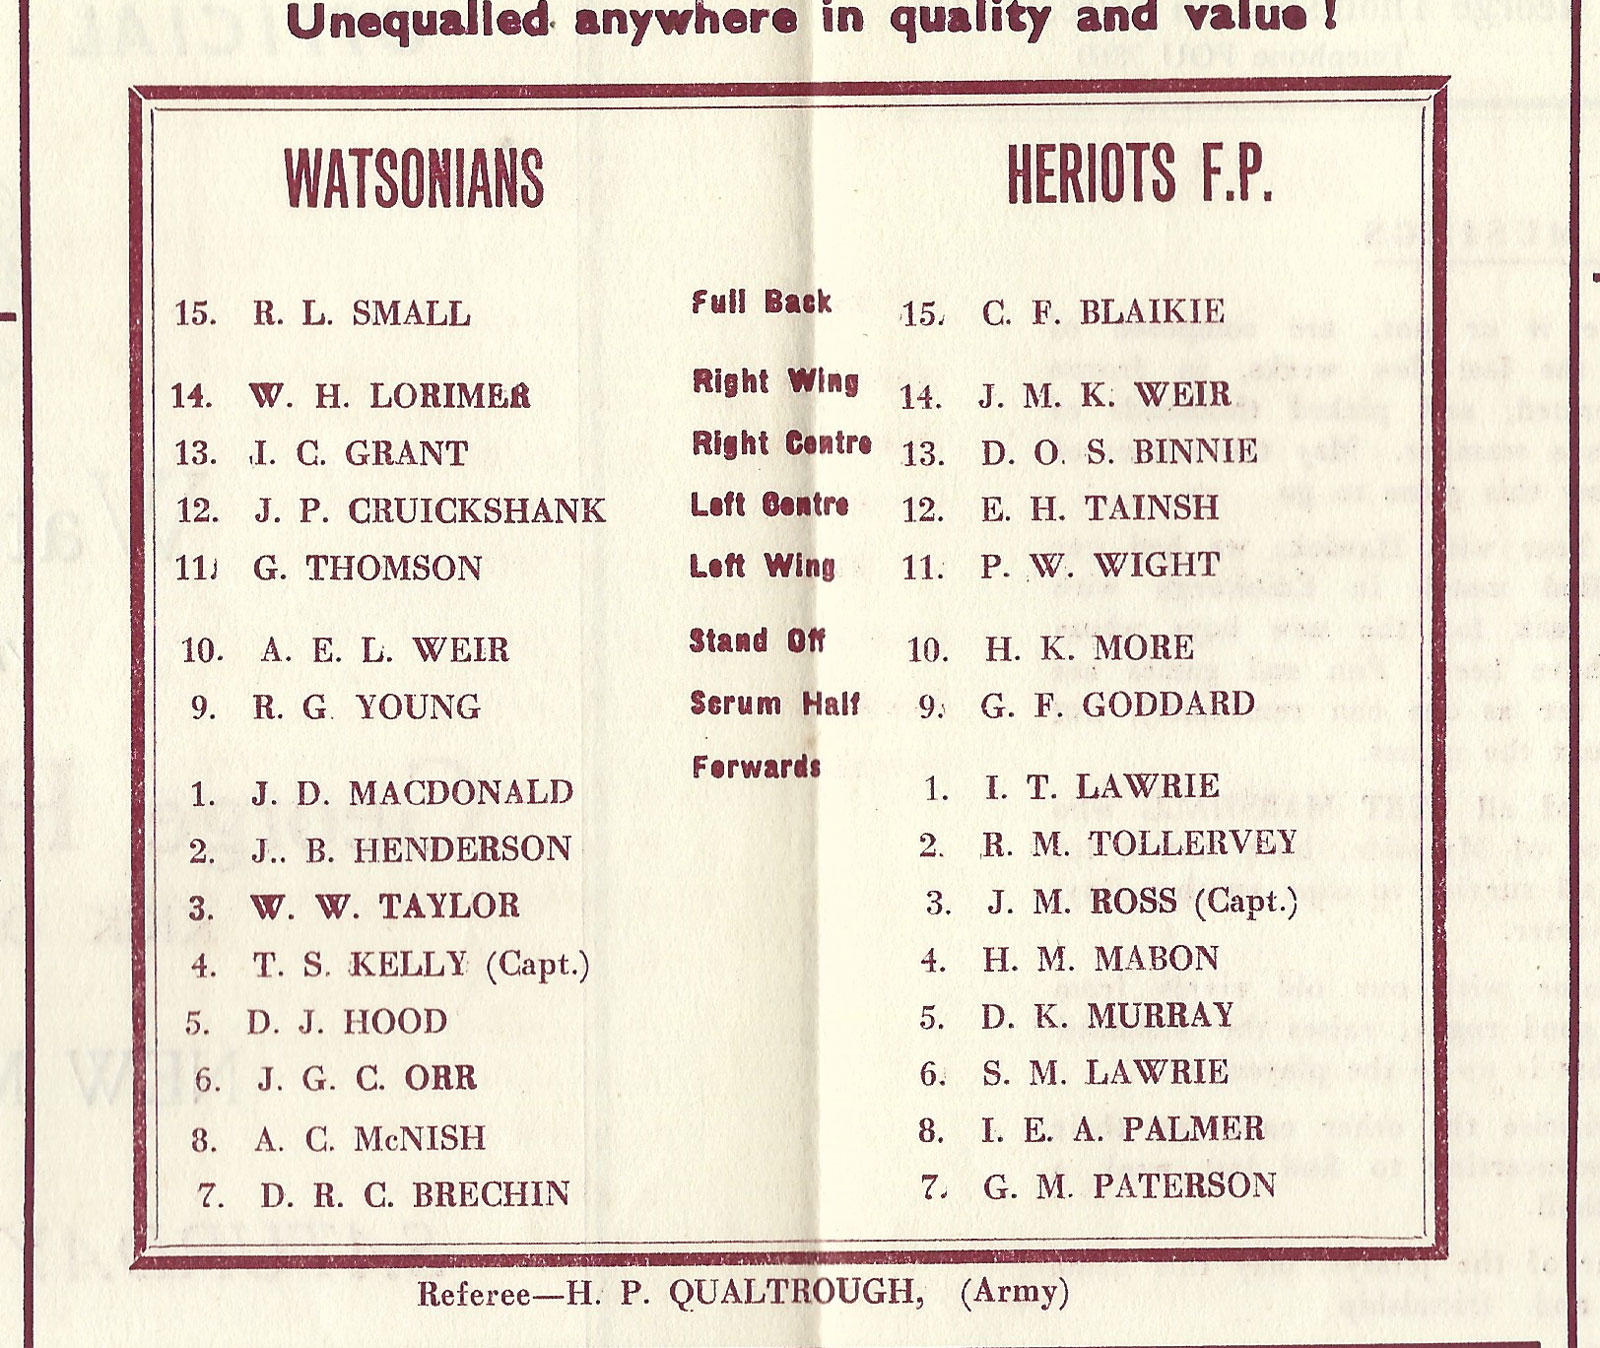 Unequalled anywhere in quality and value!
WATSONIANS HERIOTS F.P.
15. R. L. SMALL Full Back 15. C. F. BLAIKIE
14. W. H. LORIMER Right Wing 14. J. M. K. WEIR
13. I. C. GRANT Right Centre 13. D. O. S. BINNIE
12. J. P. CRUICKSHANK Left Centre 12. E. H. TAINSH
11. G. THOMSON Left Wing 11. P. W. WIGHT
10. A. E. L. WEIR Stand Off 10. H. K. MORE
9. R. G. YOUNG Scrum Half 9. G. F. GODDARD
Forwards
1. J. D. MACDONALD 1. I. T. LAWRIE
2. J.. B. HENDERSON 2. R. M. TOLLERVEY
3. W. W. TAYLOR 3. J. M. ROSS (Capt.)
4. T. S. KELLY (Capt.) 4. H. M. MABON
5. D. J. HOOD 5. D. K. MURRAY
6. J. G. C. ORR 6. S. M. LAWRIE
8. A. C. McNISH 8. I. E. A. PALMER
7. D. R. C. BRECHIN 7. G. M. PATERSON
Referee—H. P. QUALTROUGH, (Army)